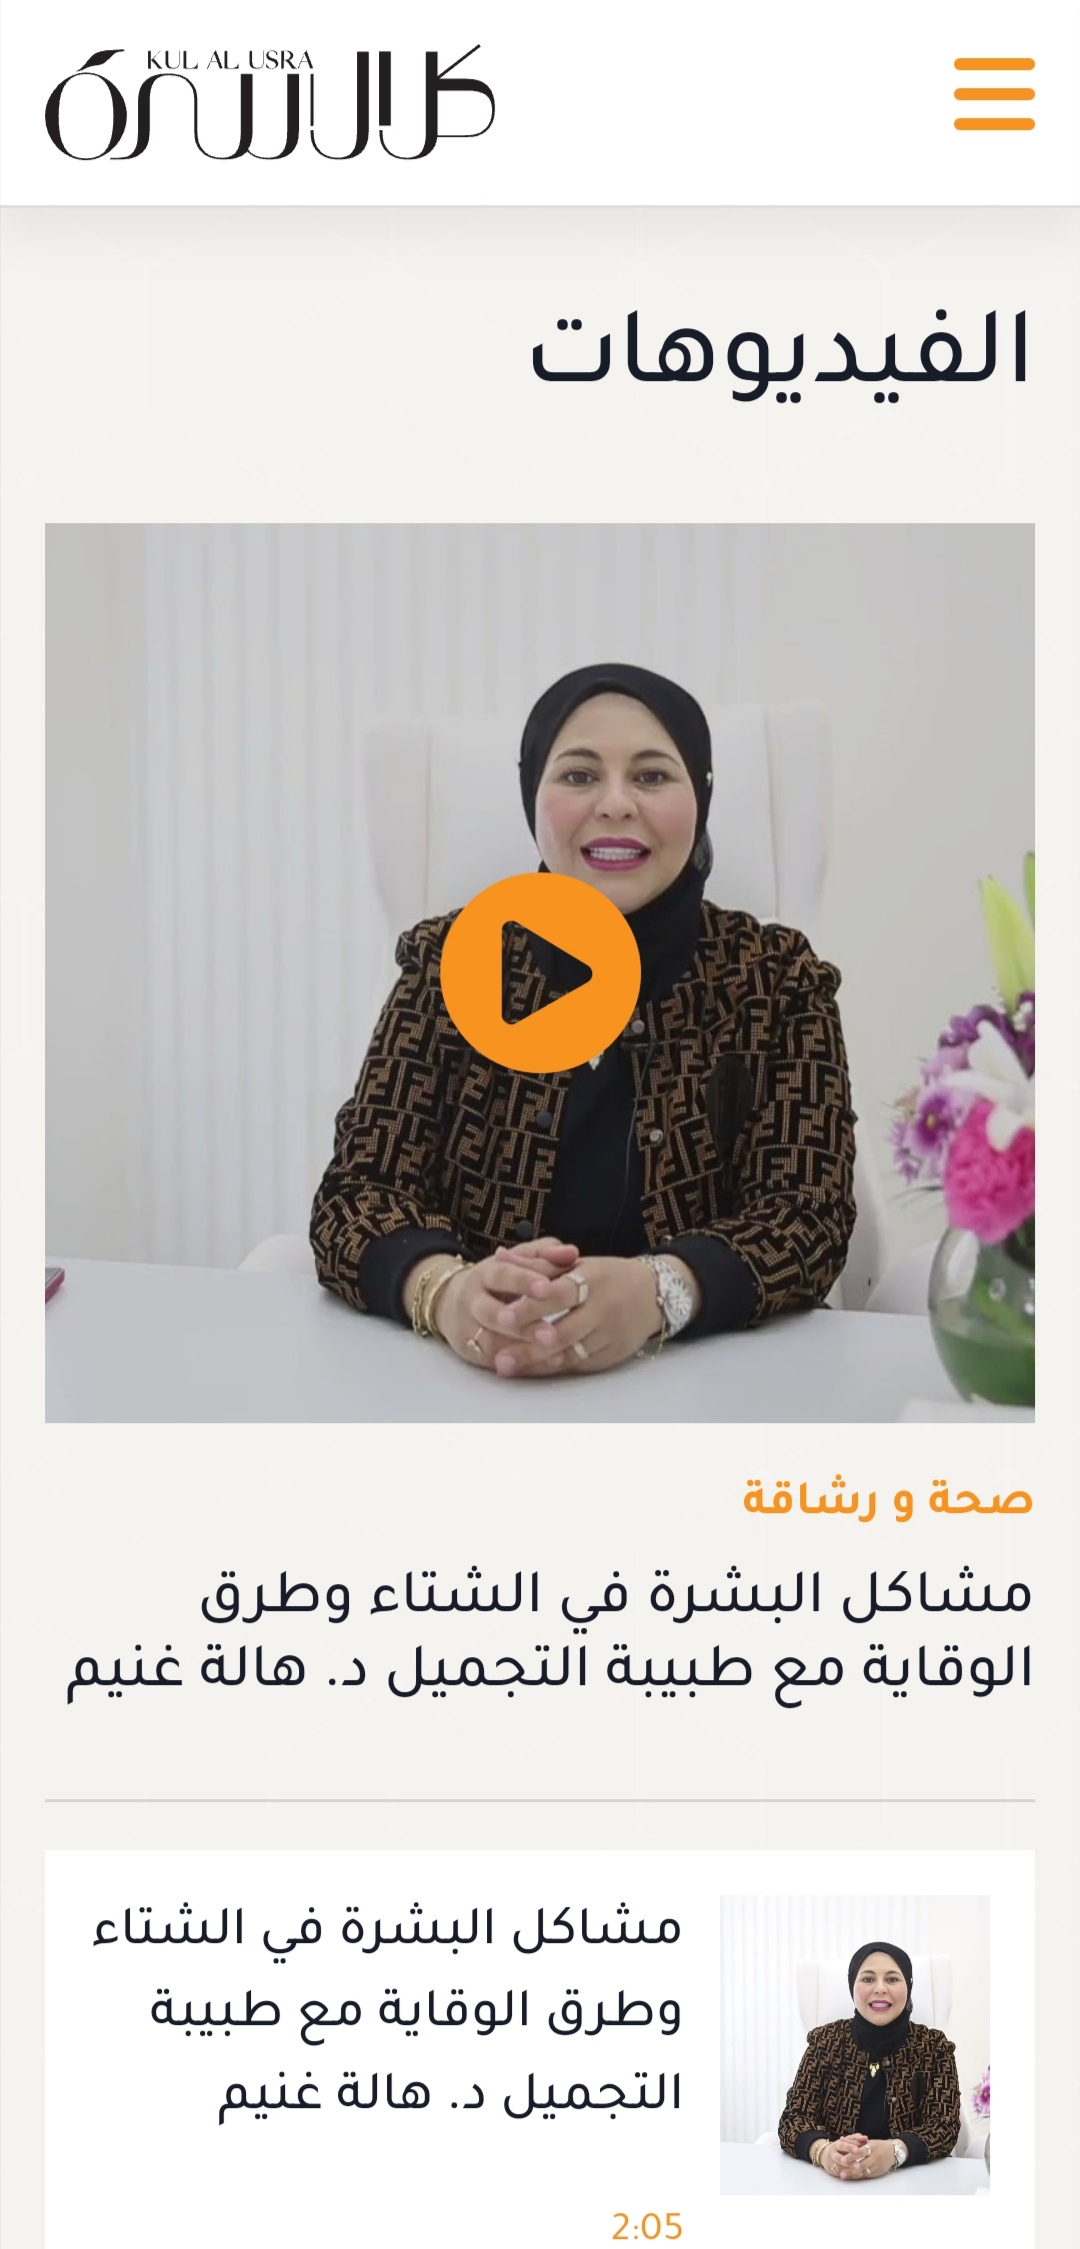 KUL AL USRA
كل الأسرة
الفيديوهات
صحة و رشاقة
مشاكل البشرة في الشتاء وطرق
الوقاية مع طبيبة التجميل د. هالة غنيم
مشاكل البشرة في الشتاء
وطرق الوقاية مع طبيبة
التجميل د. هالة غنيم
2:05